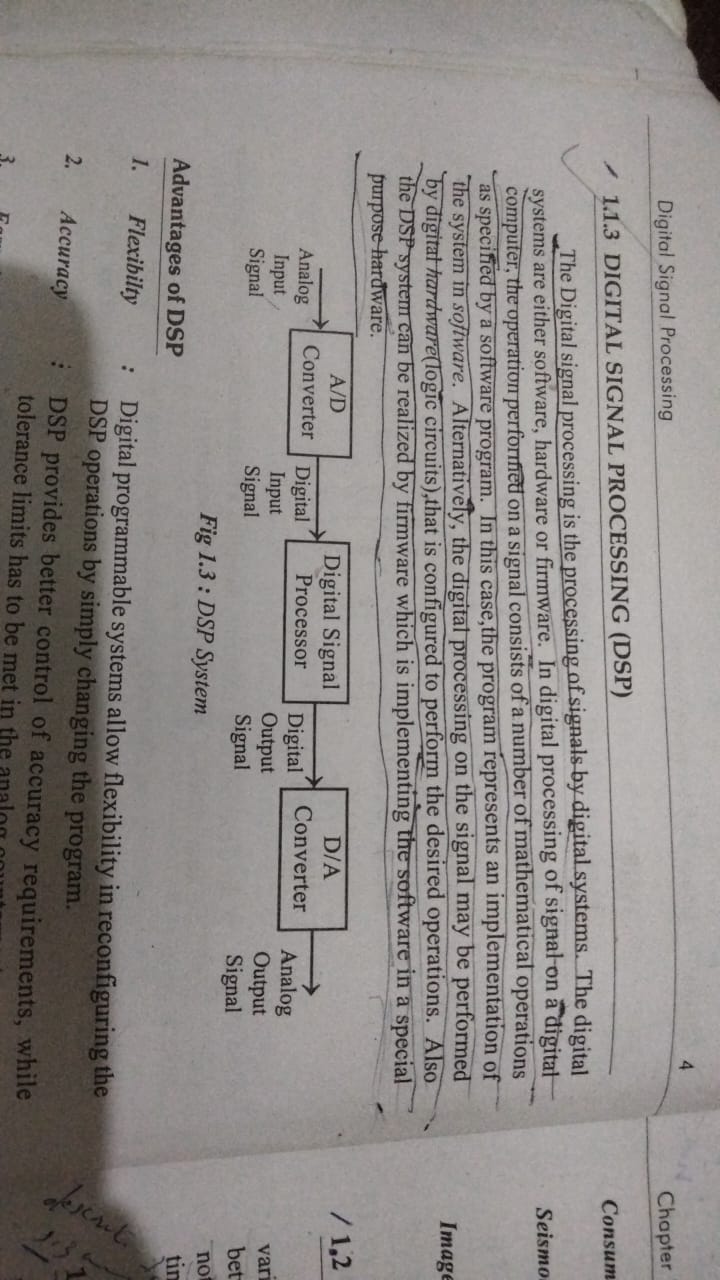 Digital Signal Processing
4
1.1.3 DIGITAL SIGNAL PROCESSING (DSP)
The Digital signal processing is the processing of signals by digital systems. The digital
systems are either software, hardware or firmware. In digital processing of signal on a digital
computer, the operation performed on a signal consists of a number of mathematical operations
as specified by a software program. In this case,the program represents an implementation of
the system in software. Alternatively, the digital processing on the signal may be performed
by digital hardware(logic circuits),that is configured to perform the desired operations. Also
the DSP system can be realized by firmware which is implementing the software in a special
purpose hardware.
Analog
Input
Signal
A/D
Converter
Digital
Input
Signal
Digital Signal
Processor
Digital
Output
Signal
D/A
Converter
Analog
Output
Signal
Fig 1.3 : DSP System
Advantages of DSP
1. Flexibilty : Digital programmable systems allow flexibility in reconfiguring the
DSP operations by simply changing the program.
2. Accuracy : DSP provides better control of accuracy requirements, while
tolerance limits has to be met in the analog
3.
Chapter
Consum
Seismo
Image
1.2
vari
bet
not
tim